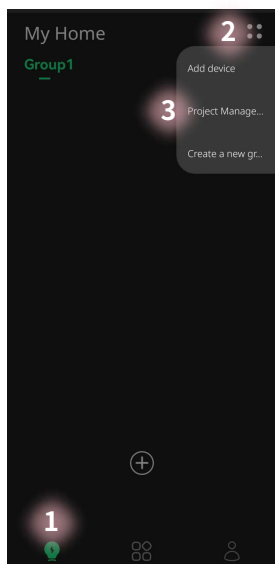 My Home
2
Group1
Add device
3
Project Manage...
Create a new gr...
1